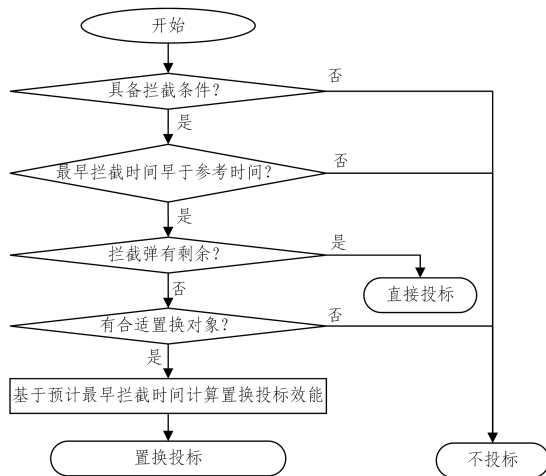 开始
具备拦截条件?
否
是
最早拦截时间早于参考时间?
否
是
拦截弹有剩余?
是
直接投标
否
有合适置换对象?
否
是
基于预计最早拦截时间计算置换投标效能
置换投标
不投标